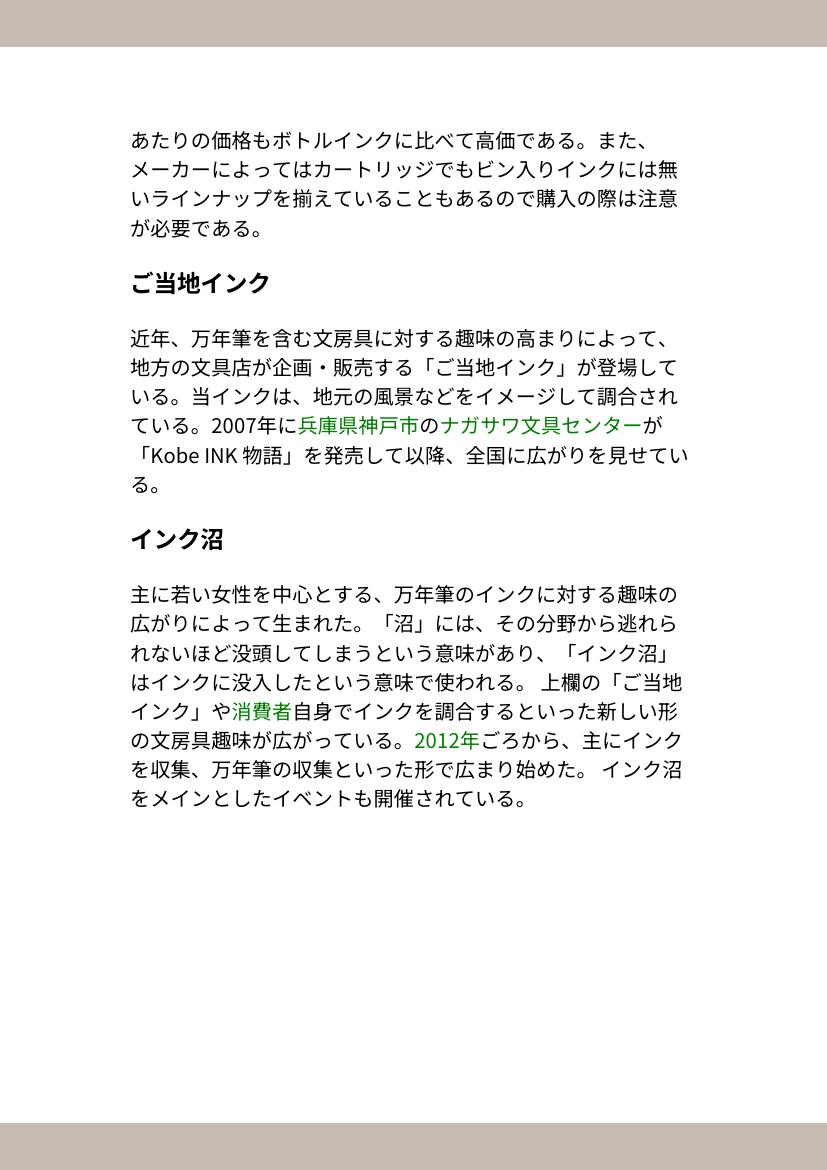 あたりの価格もボトルインクに比べて高価である。また、
メーカーによってはカートリッジでもビン入りインクには無
いラインナップを揃えていることもあるので購入の際は注意
が必要である。
ご当地インク
近年、万年筆を含む文房具に対する趣味の高まりによって、
地方の文具店が企画・販売する「ご当地インク」が登場して
いる。当インクは、地元の風景などをイメージして調合され
ている。2007年に兵庫県神戸市のナガサワ文具センターが
「Kobe INK 物語」を発売して以降、全国に広がりを見せてい
る。
インク沼
主に若い女性を中心とする、万年筆のインクに対する趣味の
広がりによって生まれた。「沼」には、その分野から逃れら
れないほど没頭してしまうという意味があり、「インク沼」
はインクに没入したという意味で使われる。 上欄の「ご当地
インク」や消費者自身でインクを調合するといった新しい形
の文房具趣味が広がっている。2012年ごろから、主にインク
を収集、万年筆の収集といった形で広まり始めた。 インク沼
をメインとしたイベントも開催されている。